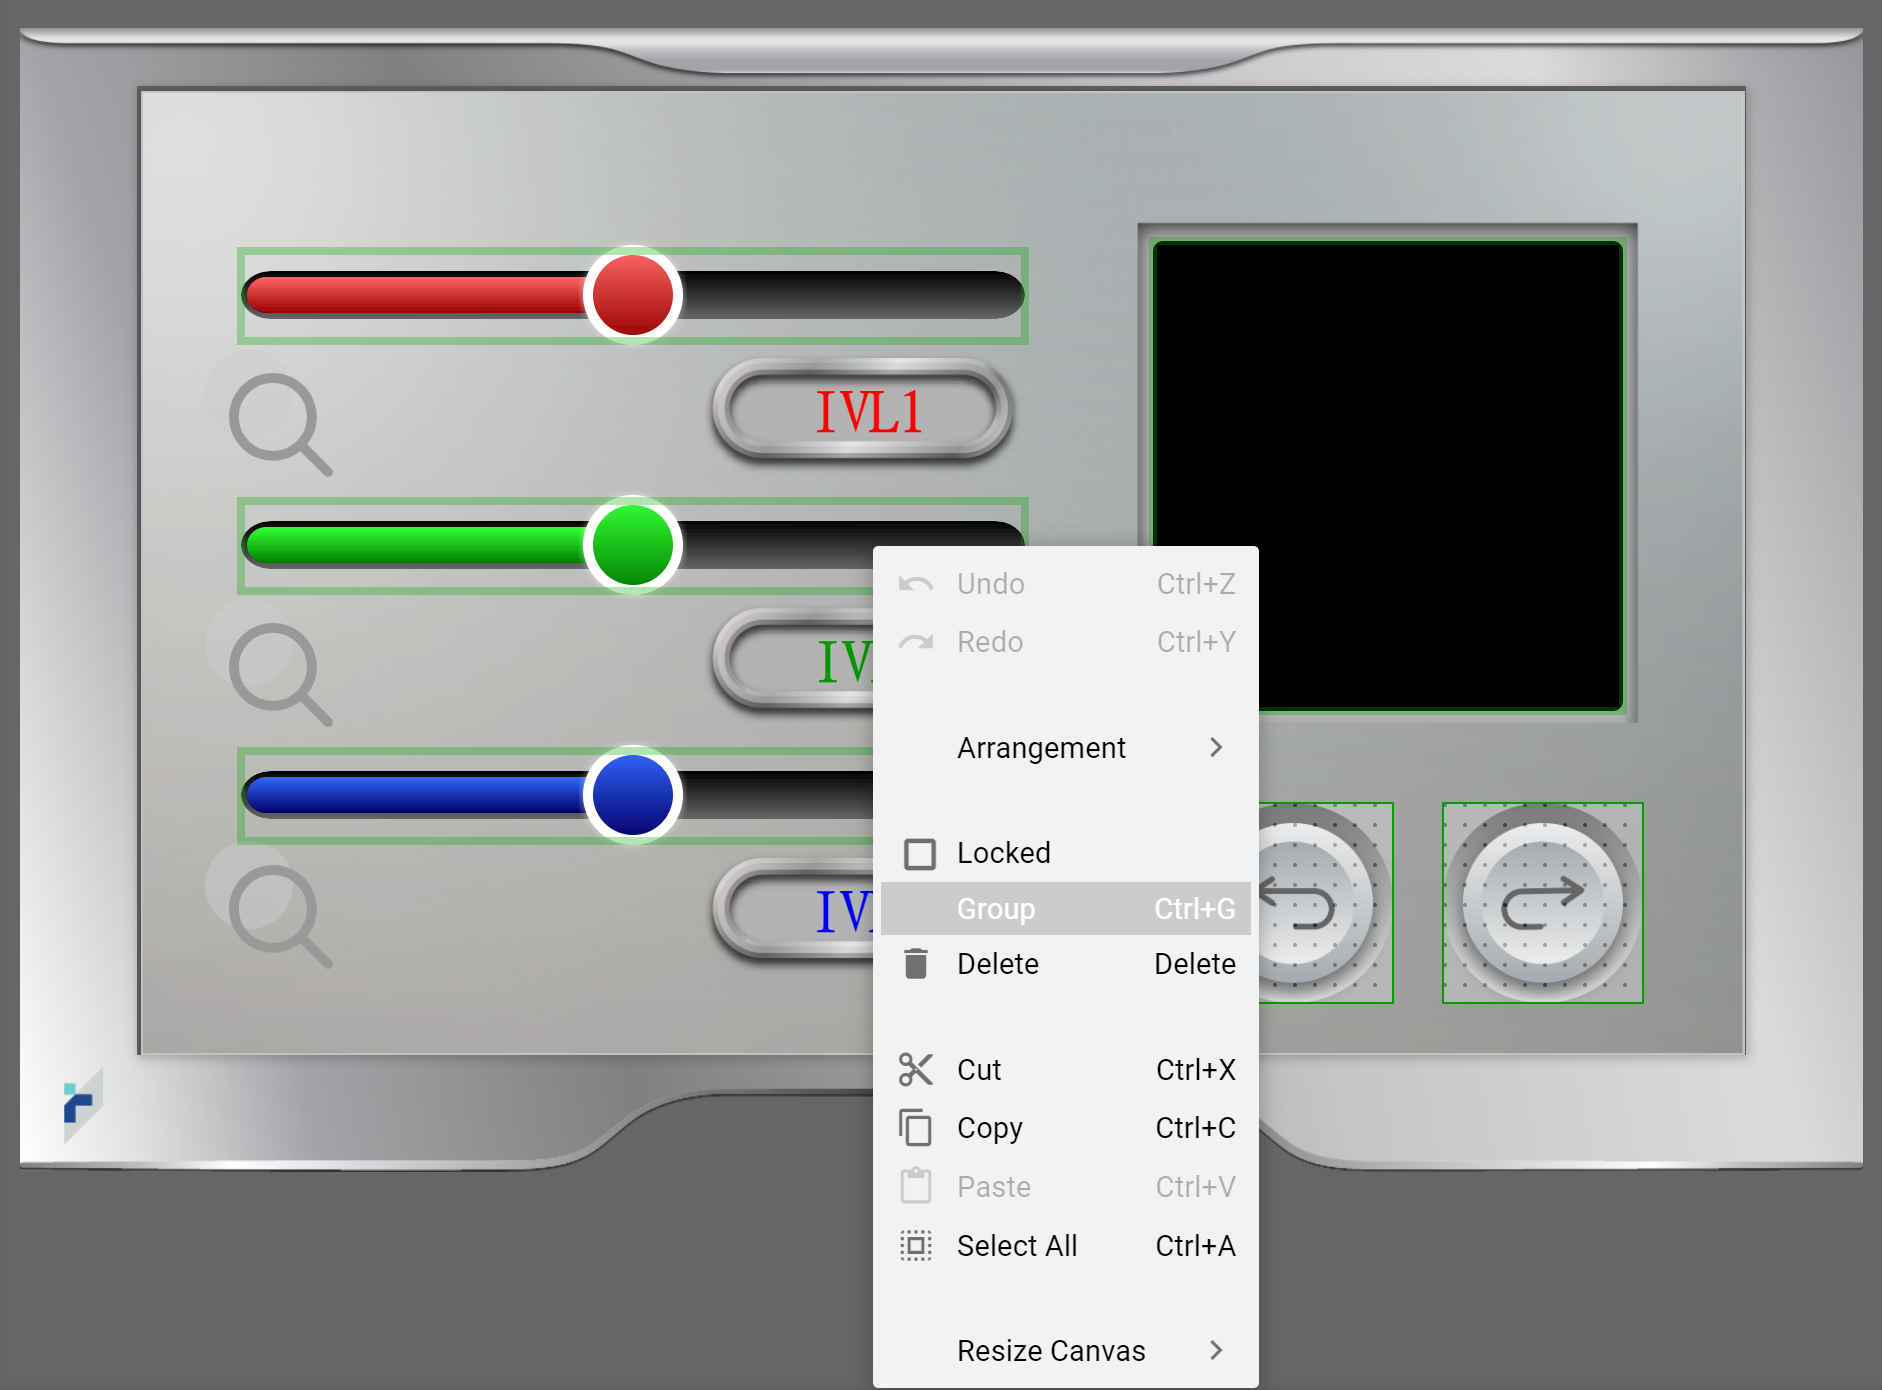 IVL1
IV
IV
Undo Ctrl+Z
Redo Ctrl+Y
Arrangement
Locked
Group Ctrl+G
Delete Delete
Cut Ctrl+X
Copy Ctrl+C
Paste Ctrl+V
Select All Ctrl+A
Resize Canvas